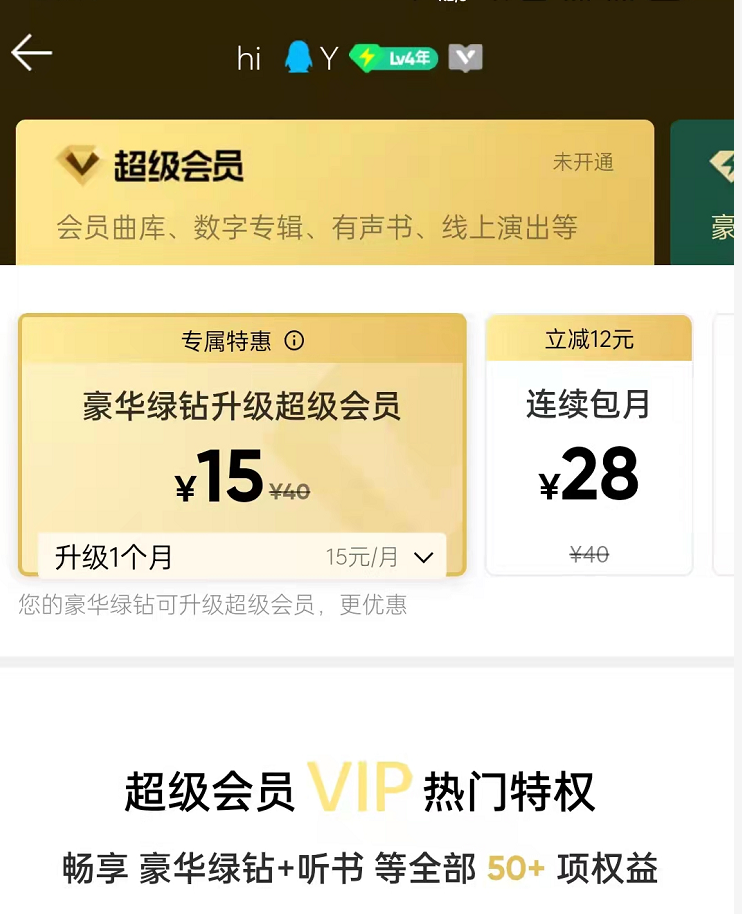 hi Y Lv4年
超级会员 未开通
会员曲库、数字专辑、有声书、线上演出等 豪
专属特惠 立减12元
豪华绿钻升级超级会员 连续包月
¥15 ¥40 ¥28
升级1个月 15元/月 ¥40
您的豪华绿钻可升级超级会员，更优惠
超级会员 VIP 热门特权
畅享 豪华绿钻+听书 等全部 50+ 项权益